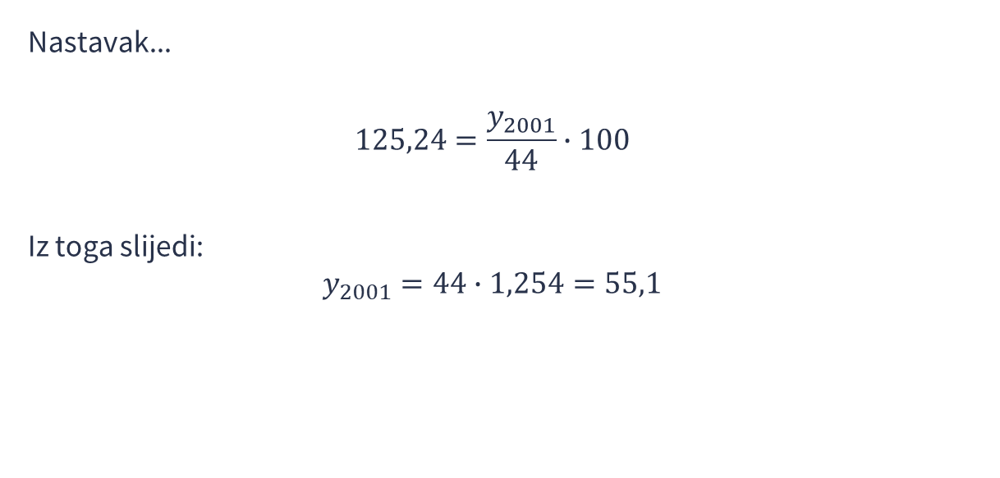 Nastavak...
125,24 = y₂₀₀₁/44 · 100
Iz toga slijedi:
y₂₀₀₁ = 44 · 1,254 = 55,1